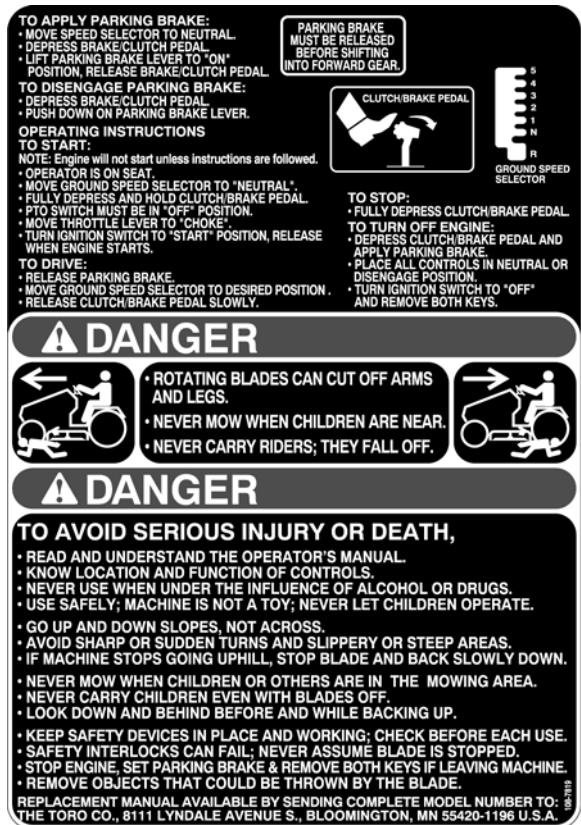 TO APPLY PARKING BRAKE:
• MOVE SPEED SELECTOR TO NEUTRAL.
• DEPRESS BRAKE/CLUTCH PEDAL.
• LIFT PARKING BRAKE LEVER TO "ON"
POSITION, RELEASE BRAKE/CLUTCH PEDAL.
TO DISENGAGE PARKING BRAKE:
• DEPRESS BRAKE/CLUTCH PEDAL.
• PUSH DOWN ON PARKING BRAKE LEVER.
PARKING BRAKE
MUST BE RELEASED
BEFORE SHIFTING
INTO FORWARD GEAR.
CLUTCH/BRAKE PEDAL
5
4
3
2
1
N
R
GROUND SPEED
SELECTOR
OPERATING INSTRUCTIONS
TO START:
NOTE: Engine will not start unless instructions are followed.
• OPERATOR IS ON SEAT.
• MOVE GROUND SPEED SELECTOR TO "NEUTRAL".
• FULLY DEPRESS AND HOLD CLUTCH/BRAKE PEDAL.
• PTO SWITCH MUST BE IN "OFF" POSITION.
• MOVE THROTTLE LEVER TO "CHOKE".
• TURN IGNITION SWITCH TO "START" POSITION, RELEASE
WHEN ENGINE STARTS.
TO DRIVE:
• RELEASE PARKING BRAKE.
• MOVE GROUND SPEED SELECTOR TO DESIRED POSITION .
• RELEASE CLUTCH/BRAKE PEDAL SLOWLY.
TO STOP:
• FULLY DEPRESS CLUTCH/BRAKE PEDAL.
TO TURN OFF ENGINE:
• DEPRESS CLUTCH/BRAKE PEDAL AND
APPLY PARKING BRAKE.
• PLACE ALL CONTROLS IN NEUTRAL OR
DISENGAGE POSITION.
• TURN IGNITION SWITCH TO "OFF"
AND REMOVE BOTH KEYS.
DANGER
• ROTATING BLADES CAN CUT OFF ARMS
AND LEGS.
• NEVER MOW WHEN CHILDREN ARE NEAR.
• NEVER CARRY RIDERS; THEY FALL OFF.
DANGER
TO AVOID SERIOUS INJURY OR DEATH,
• READ AND UNDERSTAND THE OPERATOR'S MANUAL.
• KNOW LOCATION AND FUNCTION OF CONTROLS.
• NEVER USE WHEN UNDER THE INFLUENCE OF ALCOHOL OR DRUGS.
• USE SAFELY; MACHINE IS NOT A TOY; NEVER LET CHILDREN OPERATE.
• GO UP AND DOWN SLOPES, NOT ACROSS.
• AVOID SHARP OR SUDDEN TURNS AND SLIPPERY OR STEEP AREAS.
• IF MACHINE STOPS GOING UPHILL, STOP BLADE AND BACK SLOWLY DOWN.
• NEVER MOW WHEN CHILDREN OR OTHERS ARE IN THE MOWING AREA.
• NEVER CARRY CHILDREN EVEN WITH BLADES OFF.
• LOOK DOWN AND BEHIND BEFORE AND WHILE BACKING UP.
• KEEP SAFETY DEVICES IN PLACE AND WORKING; CHECK BEFORE EACH USE.
• SAFETY INTERLOCKS CAN FAIL; NEVER ASSUME BLADE IS STOPPED.
• STOP ENGINE, SET PARKING BRAKE & REMOVE BOTH KEYS IF LEAVING MACHINE.
• REMOVE OBJECTS THAT COULD BE THROWN BY THE BLADE.
REPLACEMENT MANUAL AVAILABLE BY SENDING COMPLETE MODEL NUMBER TO:
THE TORO CO., 8111 LYNDALE AVENUE S., BLOOMINGTON, MN 55420-1196 U.S.A.
108-7819